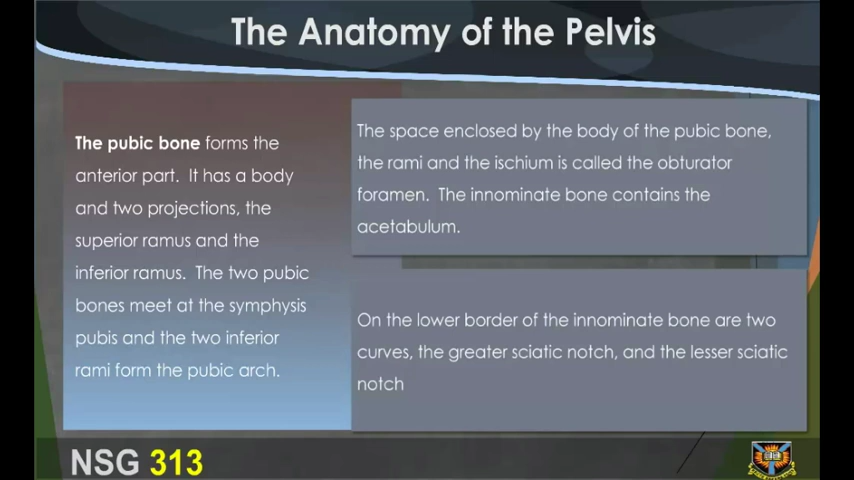 The Anatomy of the Pelvis
The pubic bone forms the
anterior part. It has a body
and two projections, the
superior ramus and the
inferior ramus. The two pubic
bones meet at the symphysis
pubis and the two inferior
rami form the pubic arch.
The space enclosed by the body of the pubic bone,
the rami and the ischium is called the obturator
foramen. The innominate bone contains the
acetabulum.
On the lower border of the innominate bone are two
curves, the greater sciatic notch, and the lesser sciatic
notch
NSG 313